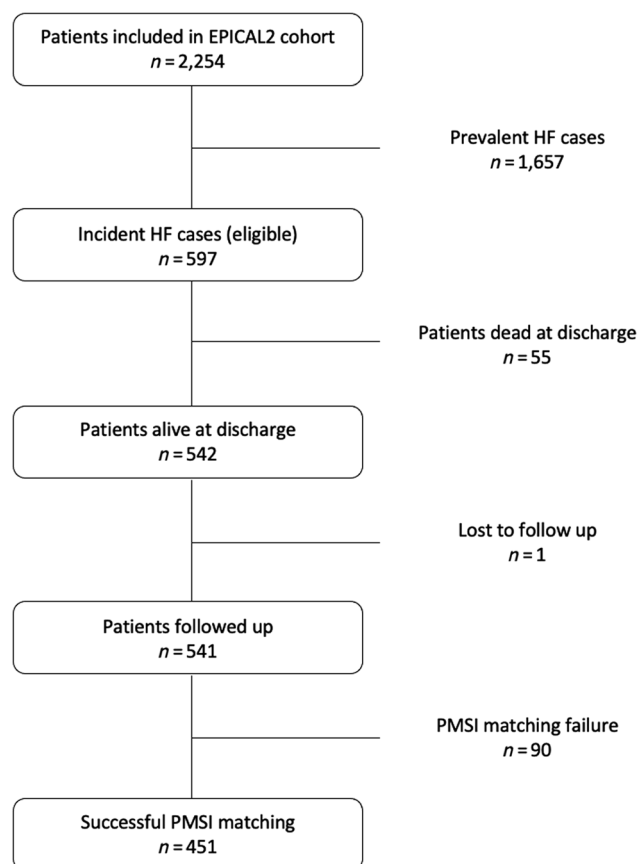 Patients included in EPICAL2 cohort
n = 2,254
Prevalent HF cases
n = 1,657
Incident HF cases (eligible)
n = 597
Patients dead at discharge
n = 55
Patients alive at discharge
n = 542
Lost to follow up
n = 1
Patients followed up
n = 541
PMSI matching failure
n = 90
Successful PMSI matching
n = 451